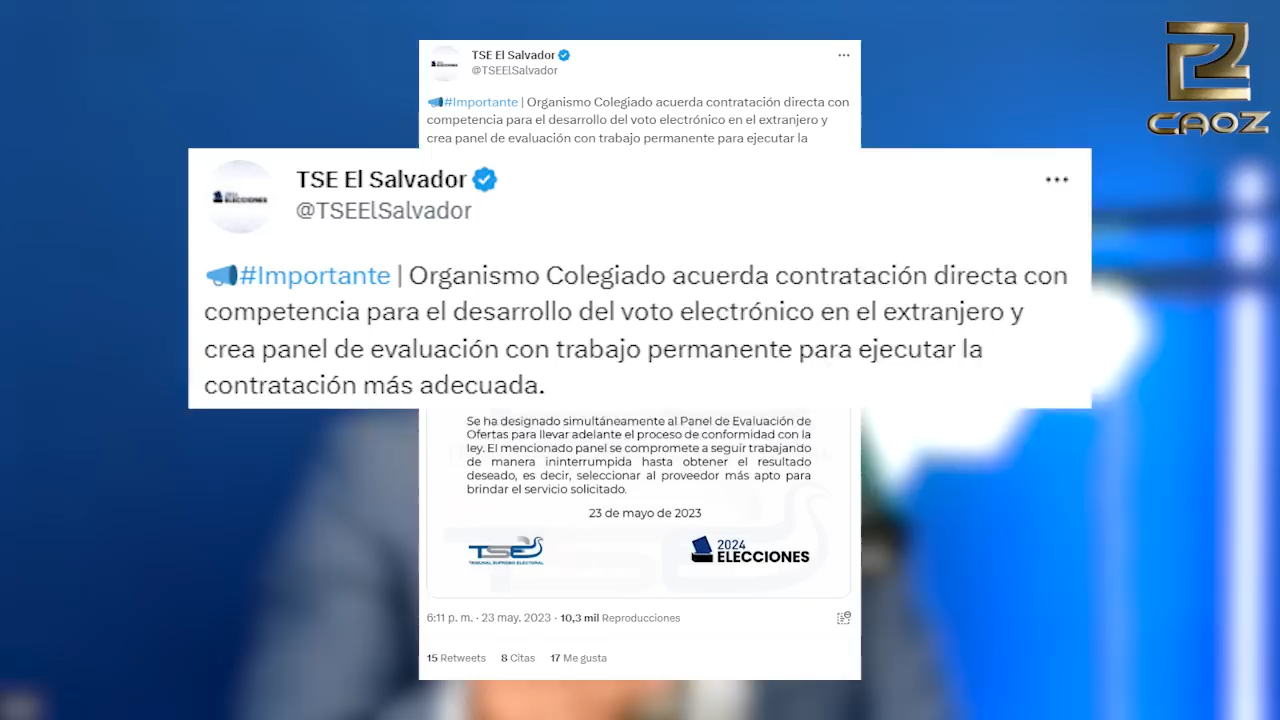 TSE El Salvador
@TSEElSalvador
#Importante | Organismo Colegiado acuerda contratación directa con
competencia para el desarrollo del voto electrónico en el extranjero y
crea panel de evaluación con trabajo permanente para ejecutar la
TSE El Salvador
@TSEElSalvador
#Importante | Organismo Colegiado acuerda contratación directa con
competencia para el desarrollo del voto electrónico en el extranjero y
crea panel de evaluación con trabajo permanente para ejecutar la
contratación más adecuada.
Se ha designado simultáneamente al Panel de Evaluación de
Ofertas para llevar adelante el proceso de conformidad con la
ley. El mencionado panel se compromete a seguir trabajando
de manera ininterrumpida hasta obtener el resultado
deseado, es decir, seleccionar al proveedor más apto para
brindar el servicio solicitado.
23 de mayo de 2023
TSE
TRIBUNAL SUPREMO ELECTORAL
2024
ELECCIONES
6:11 p. m. · 23 may. 2023 · 10,3 mil Reproducciones
15 Retweets 8 Citas 17 Me gusta
CAOZ